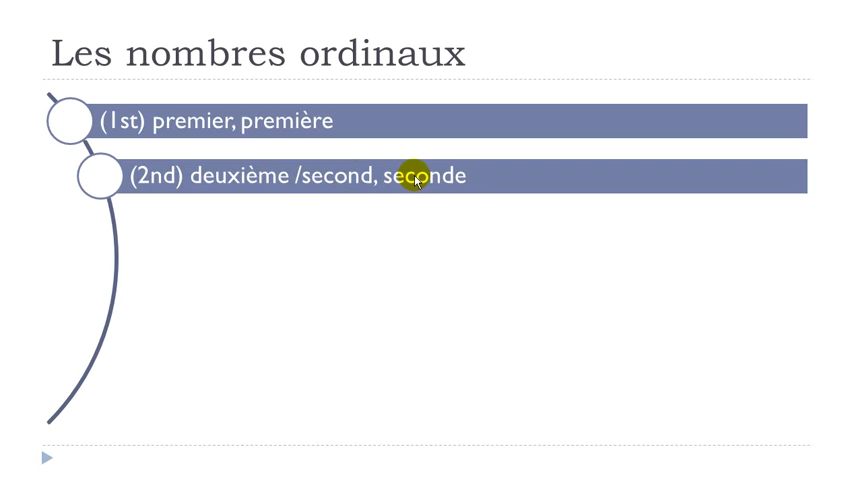 Les nombres ordinaux
(1st) premier, première
(2nd) deuxième /second, seconde